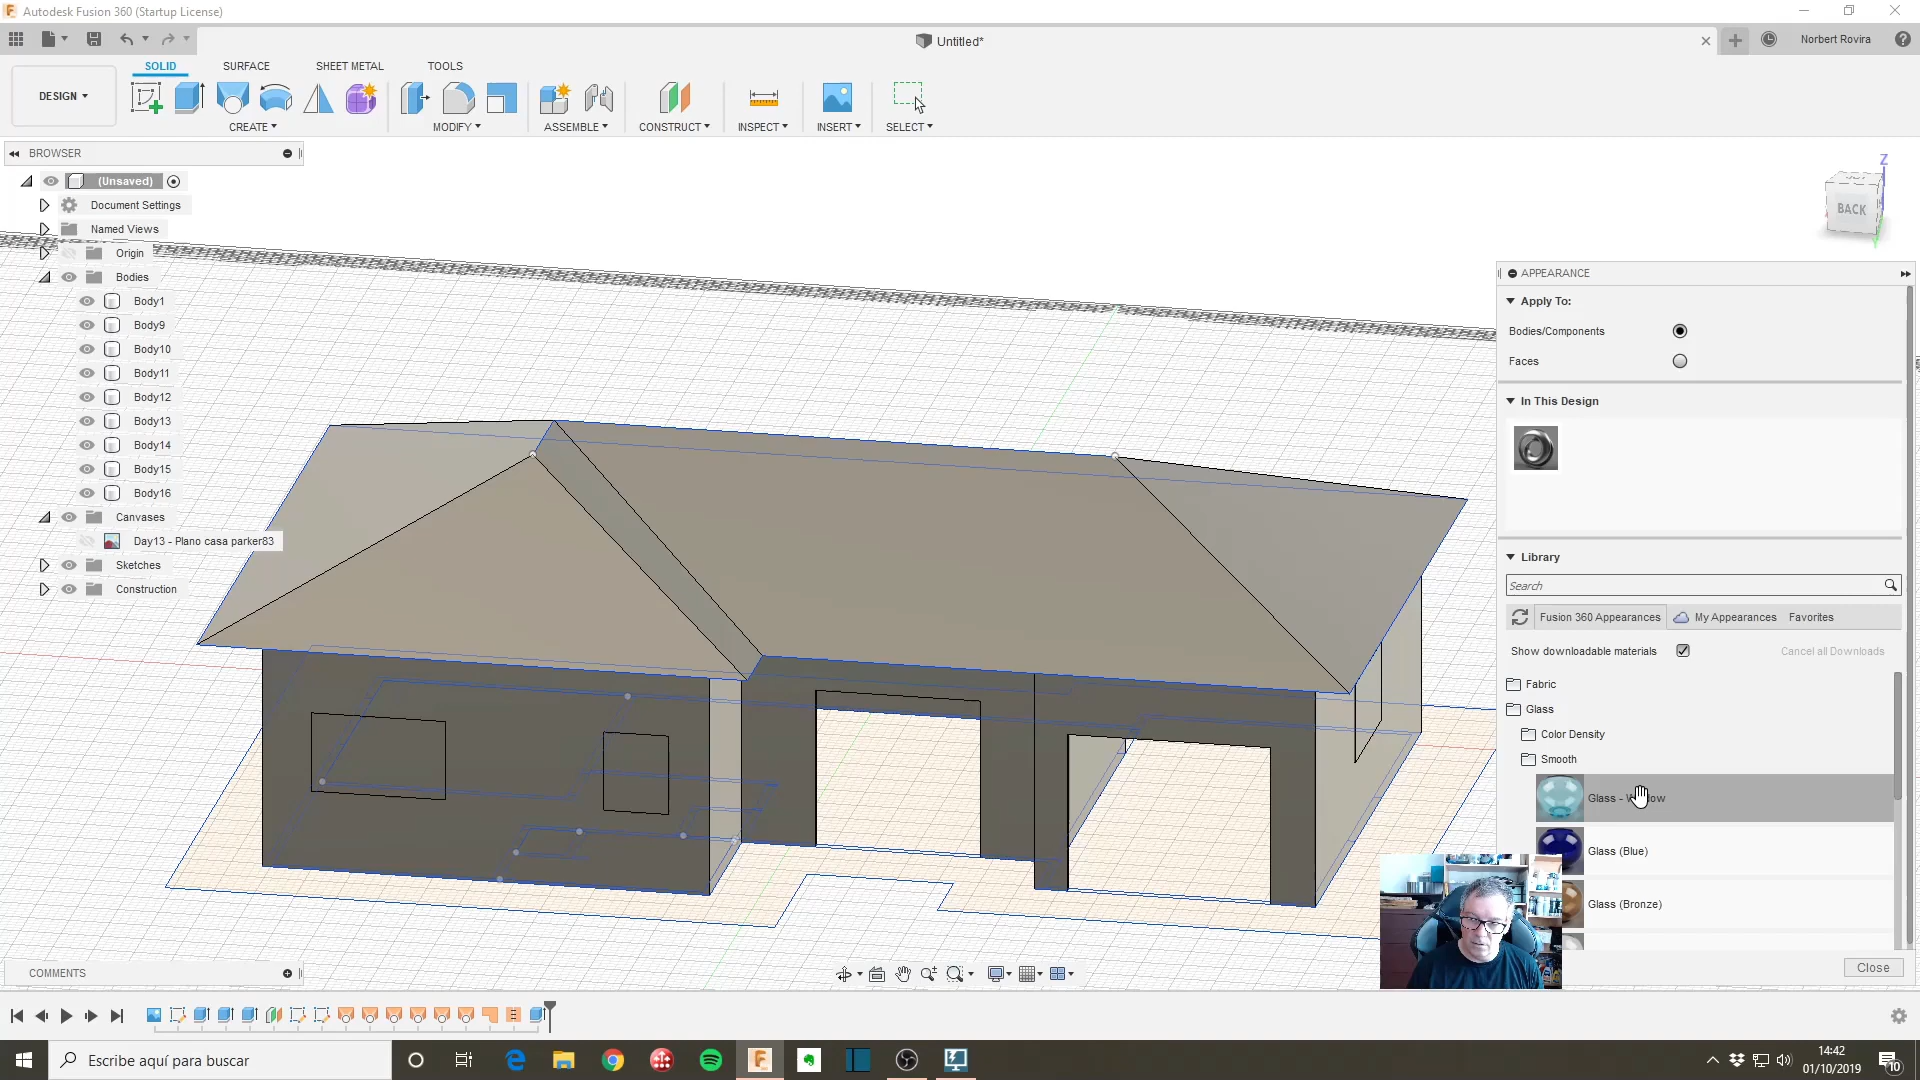 Autodesk Fusion 360 (Startup License)
Untitled*
Norbert Rovira
SOLID
SURFACE
SHEET METAL
TOOLS
DESIGN
CREATE
MODIFY
ASSEMBLE
CONSTRUCT
INSPECT
INSERT
SELECT
BROWSER
(Unsaved)
Document Settings
Named Views
Origin
Bodies
Body1
Body9
Body10
Body11
Body12
Body13
Body14
Body15
Body16
Canvases
Day13 - Plano casa parker83
Sketches
Construction
Z
BACK
APPEARANCE
Apply To:
Bodies/Components
Faces
In This Design
Library
Search
Fusion 360 Appearances
My Appearances
Favorites
Show downloadable materials
Cancel all Downloads
Fabric
Glass
Color Density
Smooth
Glass -
Glass (Blue)
Glass (Bronze)
Close
COMMENTS
Escribe aquí para buscar
14:42
01/10/2019
10